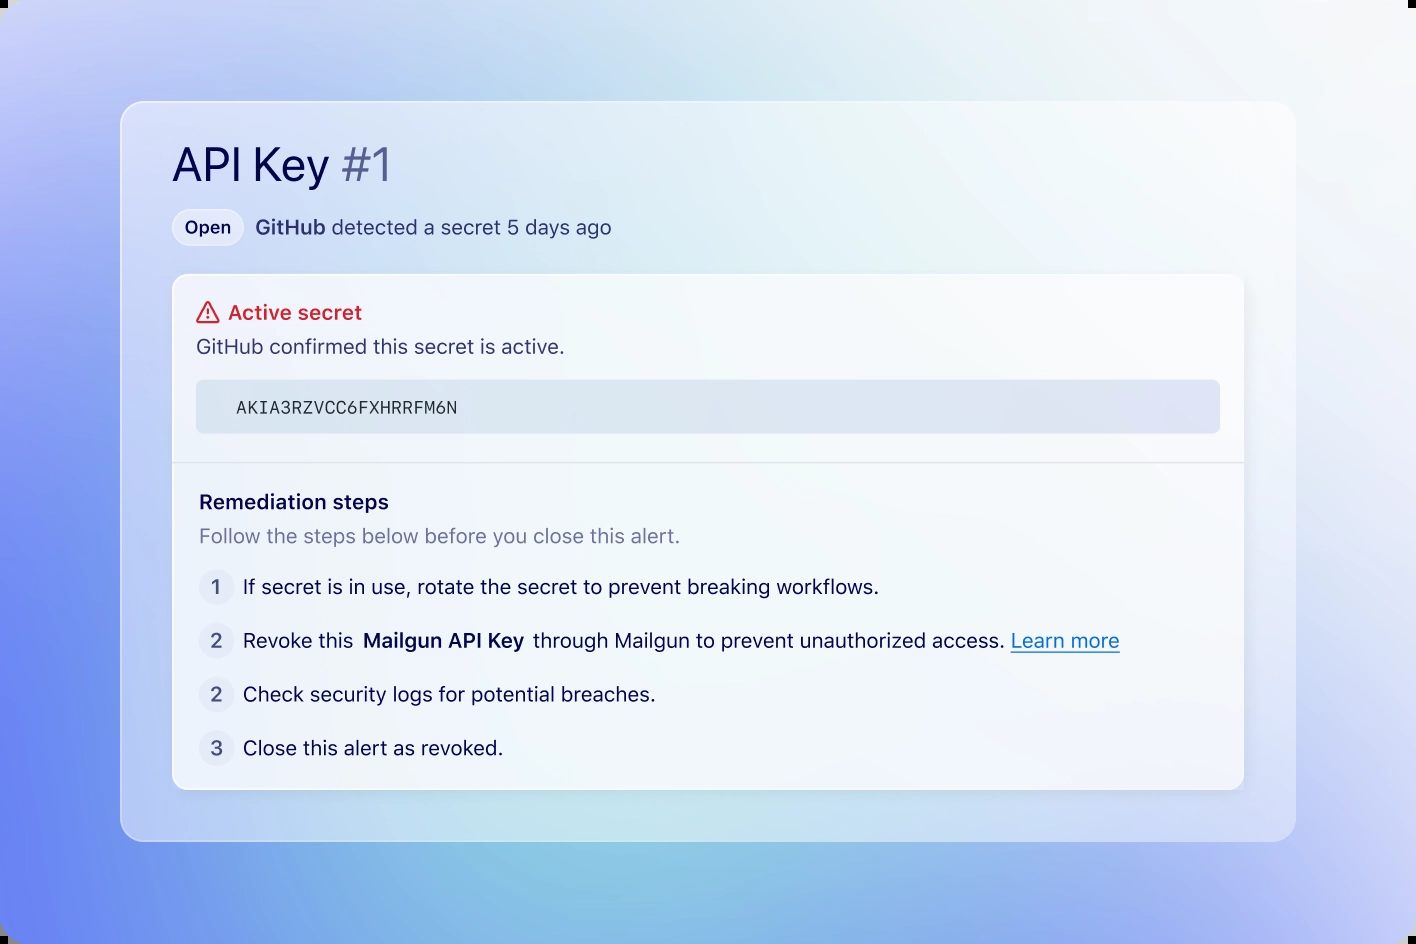 API Key #1
Open GitHub detected a secret 5 days ago
Active secret
GitHub confirmed this secret is active.
AKIA3RZVCC6FXHRRFM6N
Remediation steps
Follow the steps below before you close this alert.
1 If secret is in use, rotate the secret to prevent breaking workflows.
2 Revoke this Mailgun API Key through Mailgun to prevent unauthorized access. Learn more
2 Check security logs for potential breaches.
3 Close this alert as revoked.